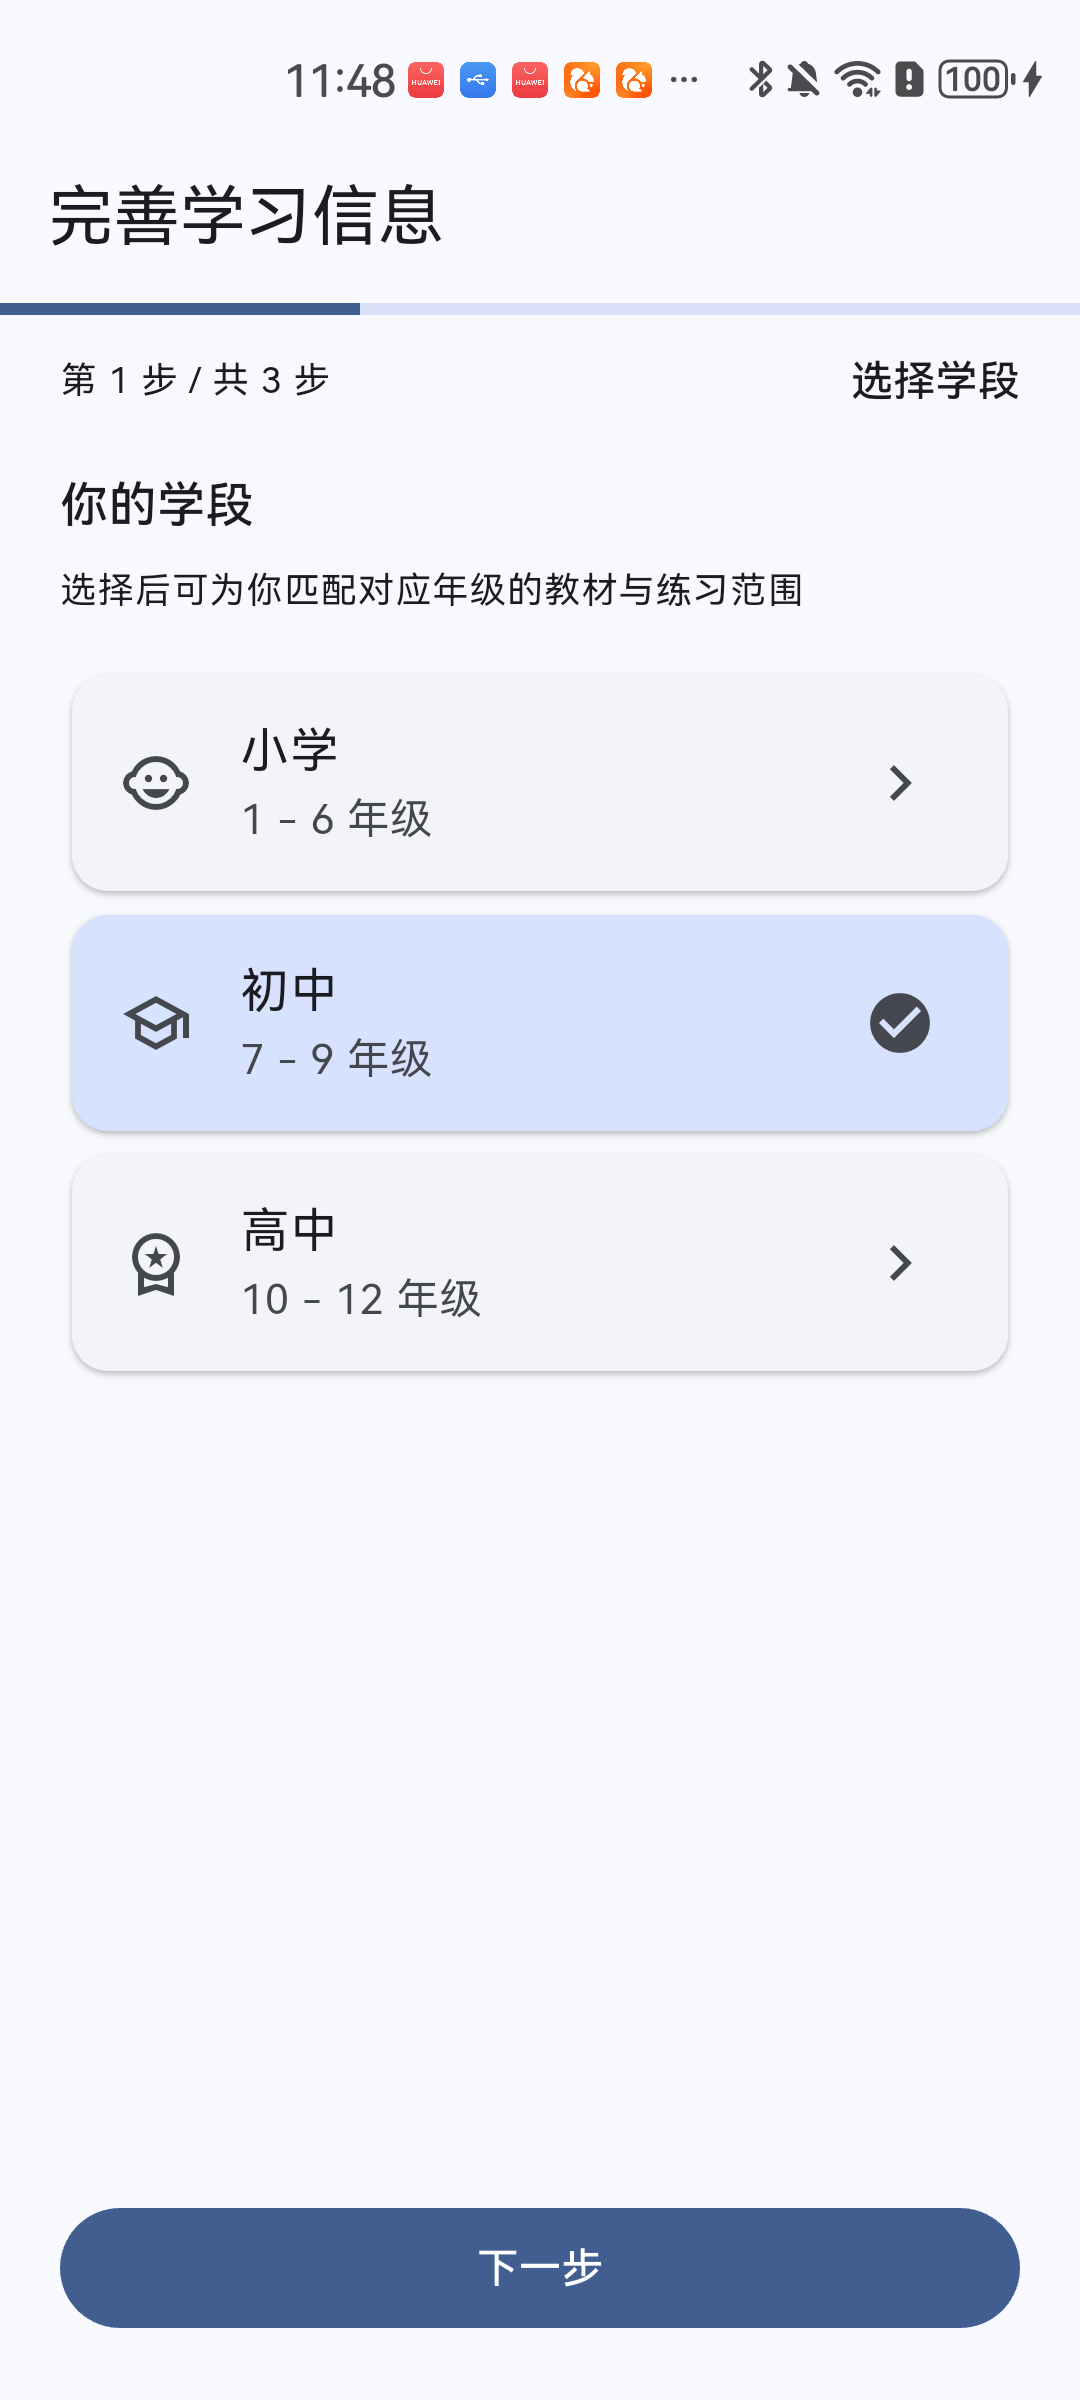 11:48
HUAWEI
HUAWEI
100
完善学习信息
第 1 步 / 共 3 步
选择学段
你的学段
选择后可为你匹配对应年级的教材与练习范围
小学
1 - 6 年级
初中
7 - 9 年级
高中
10 - 12 年级
下一步